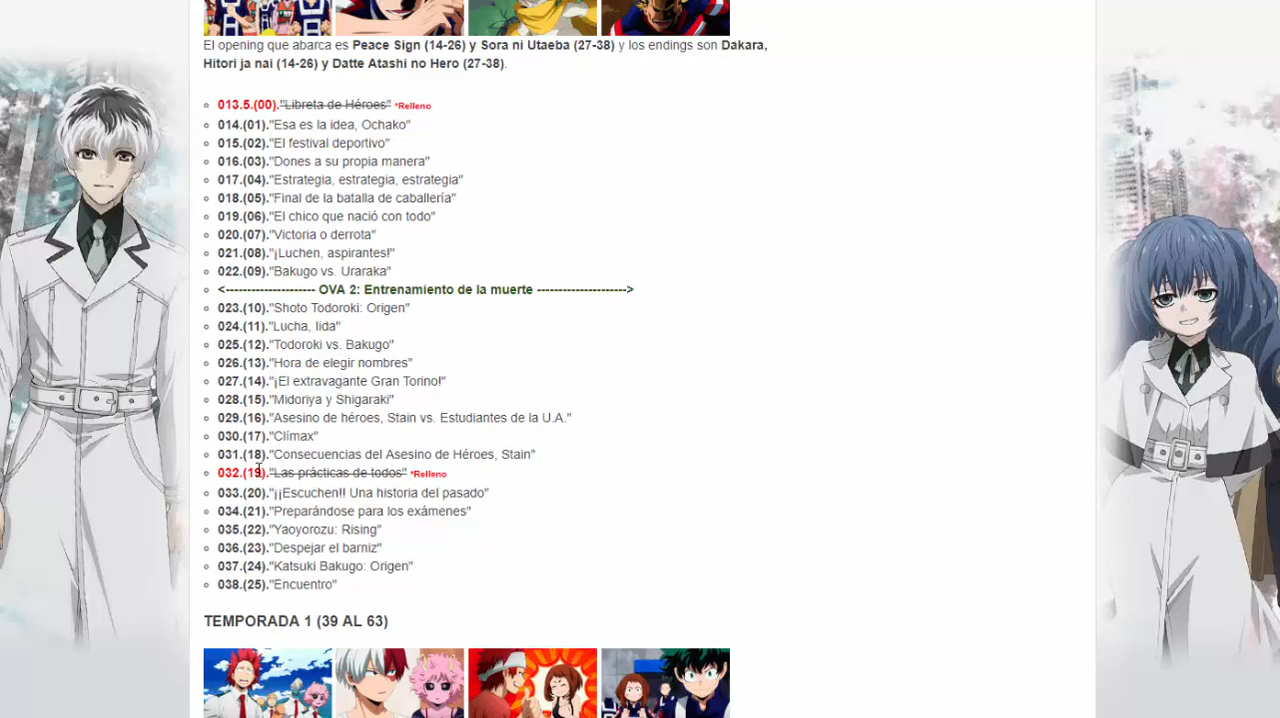 El opening que abarca es Peace Sign (14-26) y Sora ni Utaeba (27-38) y los endings son Dakara,
Hitori ja nai (14-26) y Datte Atashi no Hero (27-38).
013.5.(00)."Libreta de Héroes" *Relleno
014.(01)."Esa es la idea, Ochako"
015.(02)."El festival deportivo"
016.(03)."Dones a su propia manera"
017.(04)."Estrategia, estrategia, estrategia"
018.(05)."Final de la batalla de caballería"
019.(06)."El chico que nació con todo"
020.(07)."Victoria o derrota"
021.(08)."¡Luchen, aspirantes!"
022.(09)."Bakugo vs. Uraraka"
<--------------------- OVA 2: Entrenamiento de la muerte --------------------->
023.(10)."Shoto Todoroki: Origen"
024.(11)."Lucha, Iida"
025.(12)."Todoroki vs. Bakugo"
026.(13)."Hora de elegir nombres"
027.(14)."¡El extravagante Gran Torino!"
028.(15)."Midoriya y Shigaraki"
029.(16)."Asesino de héroes, Stain vs. Estudiantes de la U.A."
030.(17)."Clímax"
031.(18)."Consecuencias del Asesino de Héroes, Stain"
032.(19)."Las prácticas de todos" *Relleno
033.(20)."¡¡Escuchen!! Una historia del pasado"
034.(21)."Preparándose para los exámenes"
035.(22)."Yaoyorozu: Rising"
036.(23)."Despejar el barniz"
037.(24)."Katsuki Bakugo: Origen"
038.(25)."Encuentro"
TEMPORADA 1 (39 AL 63)